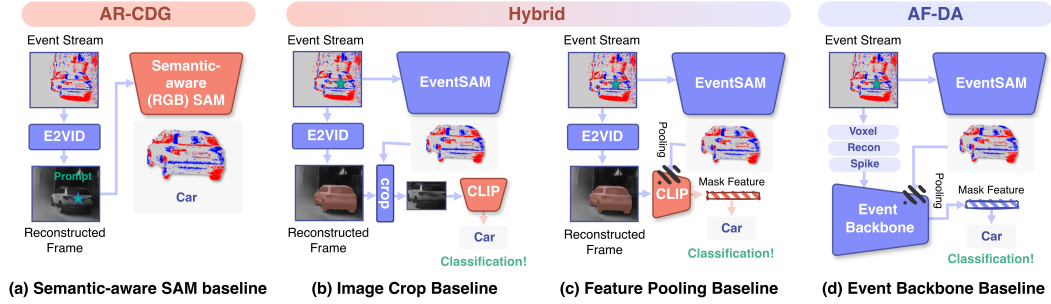 AR-CDG
Hybrid
AF-DA
Event Stream
Semantic-
aware
(RGB) SAM
E2VID
Prompt
Reconstructed
Frame
Car
(a) Semantic-aware SAM baseline
Event Stream
EventSAM
E2VID
crop
CLIP
Reconstructed
Frame
Car
Classification!
(b) Image Crop Baseline
Event Stream
EventSAM
E2VID
Pooling
CLIP
Mask Feature
Reconstructed
Frame
Car
Classification!
(c) Feature Pooling Baseline
Event Stream
EventSAM
Voxel
Recon
Spike
Event
Backbone
Pooling
Mask Feature
Car
Classification!
(d) Event Backbone Baseline